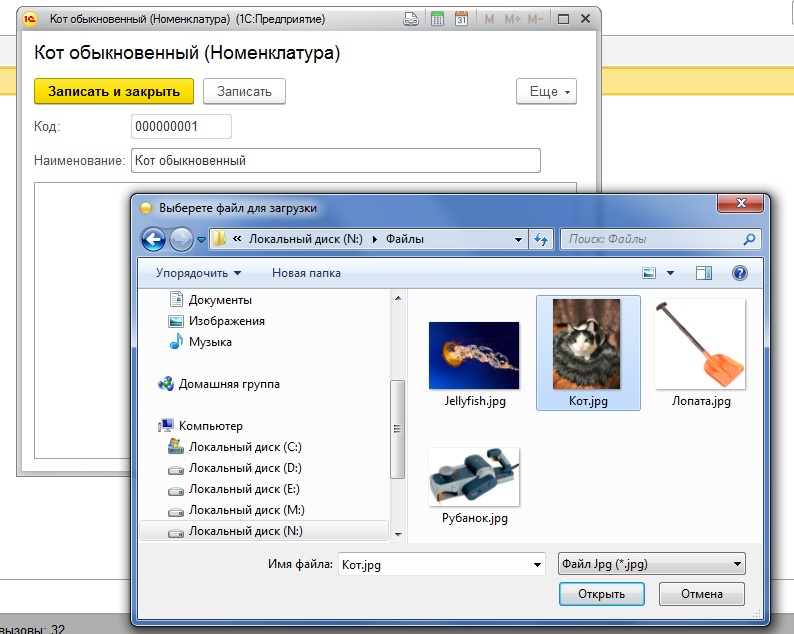 Кот обыкновенный (Номенклатура) (1С:Предприятие)
M M+ M-
Кот обыкновенный (Номенклатура)
Записать и закрыть
Записать
Еще
Код:
000000001
Наименование:
Кот обыкновенный
Выберете файл для загрузки
« Локальный диск (N:) Файлы
Поиск: Файлы
Упорядочить
Новая папка
Документы
Изображения
Музыка
Домашняя группа
Компьютер
Локальный диск (C:)
Локальный диск (D:)
Локальный диск (E:)
Локальный диск (M:)
Локальный диск (N:)
Jellyfish.jpg
Кот.jpg
Лопата.jpg
Рубанок.jpg
Имя файла:
Кот.jpg
Файл Jpg (*.jpg)
Открыть
Отмена
вызовы: 32